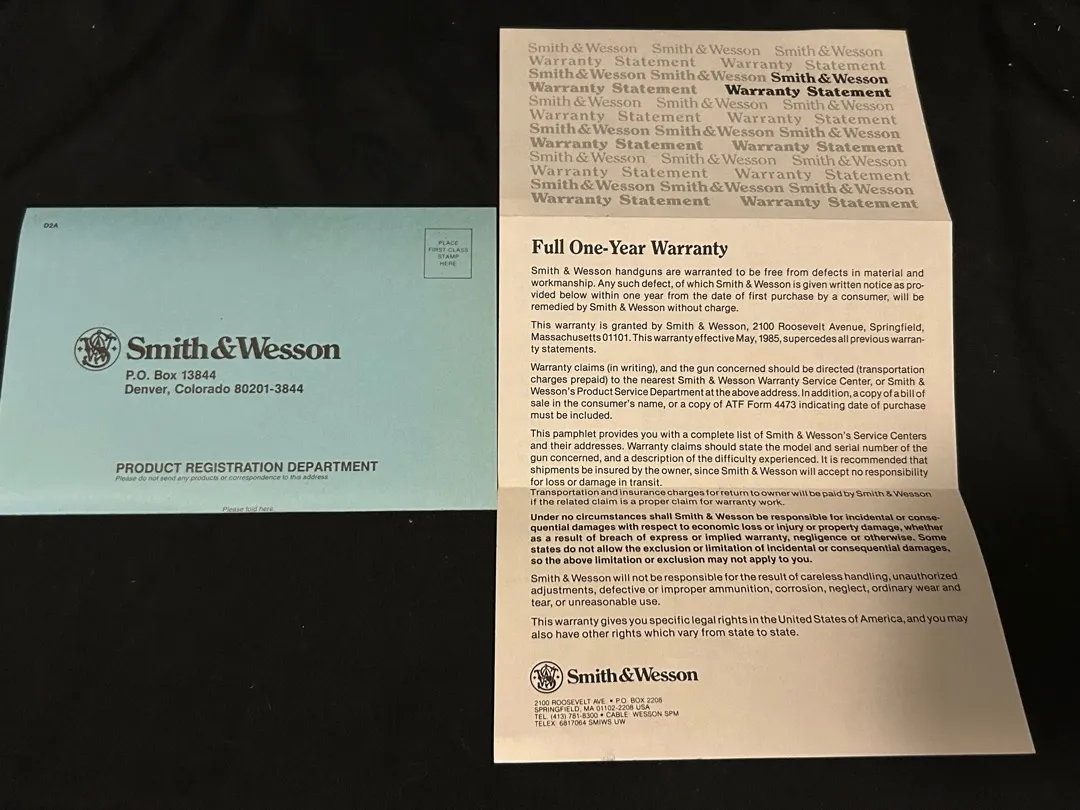 D2A
PLACE
FIRST CLASS
STAMP
HERE
Smith & Wesson
P.O. Box 13844
Denver, Colorado 80201-3844
PRODUCT REGISTRATION DEPARTMENT
Please do not send any products or correspondence to this address
Please fold here.
Smith & Wesson Smith & Wesson Smith & Wesson
Warranty Statement Warranty Statement
Smith & Wesson Smith & Wesson Smith & Wesson
Warranty Statement Warranty Statement
Smith & Wesson Smith & Wesson Smith & Wesson
Warranty Statement Warranty Statement
Smith & Wesson Smith & Wesson Smith & Wesson
Warranty Statement Warranty Statement
Smith & Wesson Smith & Wesson Smith & Wesson
Warranty Statement Warranty Statement
Smith & Wesson Smith & Wesson Smith & Wesson
Warranty Statement Warranty Statement
Full One-Year Warranty
Smith & Wesson handguns are warranted to be free from defects in material and
workmanship. Any such defect, of which Smith & Wesson is given written notice as pro-
vided below within one year from the date of first purchase by a consumer, will be
remedied by Smith & Wesson without charge.
This warranty is granted by Smith & Wesson, 2100 Roosevelt Avenue, Springfield,
Massachusetts 01101. This warranty effective May, 1985, supercedes all previous warran-
ty statements.
Warranty claims (in writing), and the gun concerned should be directed (transportation
charges prepaid) to the nearest Smith & Wesson Warranty Service Center, or Smith &
Wesson's Product Service Department at the above address. In addition, a copy of a bill of
sale in the consumer's name, or a copy of ATF Form 4473 indicating date of purchase
must be included.
This pamphlet provides you with a complete list of Smith & Wesson's Service Centers
and their addresses. Warranty claims should state the model and serial number of the
gun concerned, and a description of the difficulty experienced. It is recommended that
shipments be insured by the owner, since Smith & Wesson will accept no responsibility
for loss or damage in transit.
Transportation and insurance charges for return to owner will be paid by Smith & Wesson
if the related claim is a proper claim for warranty work.
Under no circumstances shall Smith & Wesson be responsible for incidental or conse-
quential damages with respect to economic loss or injury or property damage, whether
as a result of breach of express or implied warranty, negligence or otherwise. Some
states do not allow the exclusion or limitation of incidental or consequential damages,
so the above limitation or exclusion may not apply to you.
Smith & Wesson will not be responsible for the result of careless handling, unauthorized
adjustments, defective or improper ammunition, corrosion, neglect, ordinary wear and
tear, or unreasonable use.
This warranty gives you specific legal rights in the United States of America, and you may
also have other rights which vary from state to state.
Smith & Wesson
2100 ROOSEVELT AVE. • P.O. BOX 2208
SPRINGFIELD, MA 01102-2208 USA
TEL. (413) 781-8300 • CABLE: WESSON SPM
TELEX: 6817064 SMIWS UW